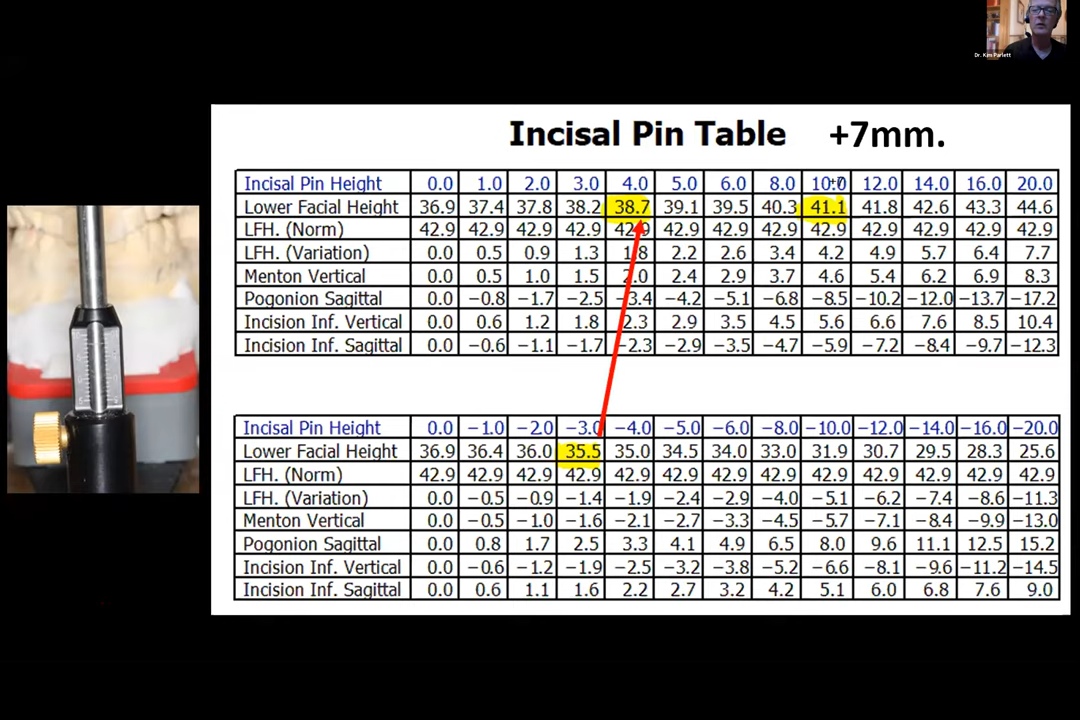 Dr. Kim Parlett
Incisal Pin Table +7mm.
Incisal Pin Height 0.0 1.0 2.0 3.0 4.0 5.0 6.0 8.0 10.0 12.0 14.0 16.0 20.0
Lower Facial Height 36.9 37.4 37.8 38.2 38.7 39.1 39.5 40.3 41.1 41.8 42.6 43.3 44.6
LFH. (Norm) 42.9 42.9 42.9 42.9 42.9 42.9 42.9 42.9 42.9 42.9 42.9 42.9 42.9
LFH. (Variation) 0.0 0.5 0.9 1.3 1.8 2.2 2.6 3.4 4.2 4.9 5.7 6.4 7.7
Menton Vertical 0.0 0.5 1.0 1.5 2.0 2.4 2.9 3.7 4.6 5.4 6.2 6.9 8.3
Pogonion Sagittal 0.0 −0.8 −1.7 −2.5 −3.4 −4.2 −5.1 −6.8 −8.5 −10.2 −12.0 −13.7 −17.2
Incision Inf. Vertical 0.0 0.6 1.2 1.8 2.3 2.9 3.5 4.5 5.6 6.6 7.6 8.5 10.4
Incision Inf. Sagittal 0.0 −0.6 −1.1 −1.7 −2.3 −2.9 −3.5 −4.7 −5.9 −7.2 −8.4 −9.7 −12.3
Incisal Pin Height 0.0 −1.0 −2.0 −3.0 −4.0 −5.0 −6.0 −8.0 −10.0 −12.0 −14.0 −16.0 −20.0
Lower Facial Height 36.9 36.4 36.0 35.5 35.0 34.5 34.0 33.0 31.9 30.7 29.5 28.3 25.6
LFH. (Norm) 42.9 42.9 42.9 42.9 42.9 42.9 42.9 42.9 42.9 42.9 42.9 42.9 42.9
LFH. (Variation) 0.0 −0.5 −0.9 −1.4 −1.9 −2.4 −2.9 −4.0 −5.1 −6.2 −7.4 −8.6 −11.3
Menton Vertical 0.0 −0.5 −1.0 −1.6 −2.1 −2.7 −3.3 −4.5 −5.7 −7.1 −8.4 −9.9 −13.0
Pogonion Sagittal 0.0 0.8 1.7 2.5 3.3 4.1 4.9 6.5 8.0 9.6 11.1 12.5 15.2
Incision Inf. Vertical 0.0 −0.6 −1.2 −1.9 −2.5 −3.2 −3.8 −5.2 −6.6 −8.1 −9.6 −11.2 −14.5
Incision Inf. Sagittal 0.0 0.6 1.1 1.6 2.2 2.7 3.2 4.2 5.1 6.0 6.8 7.6 9.0